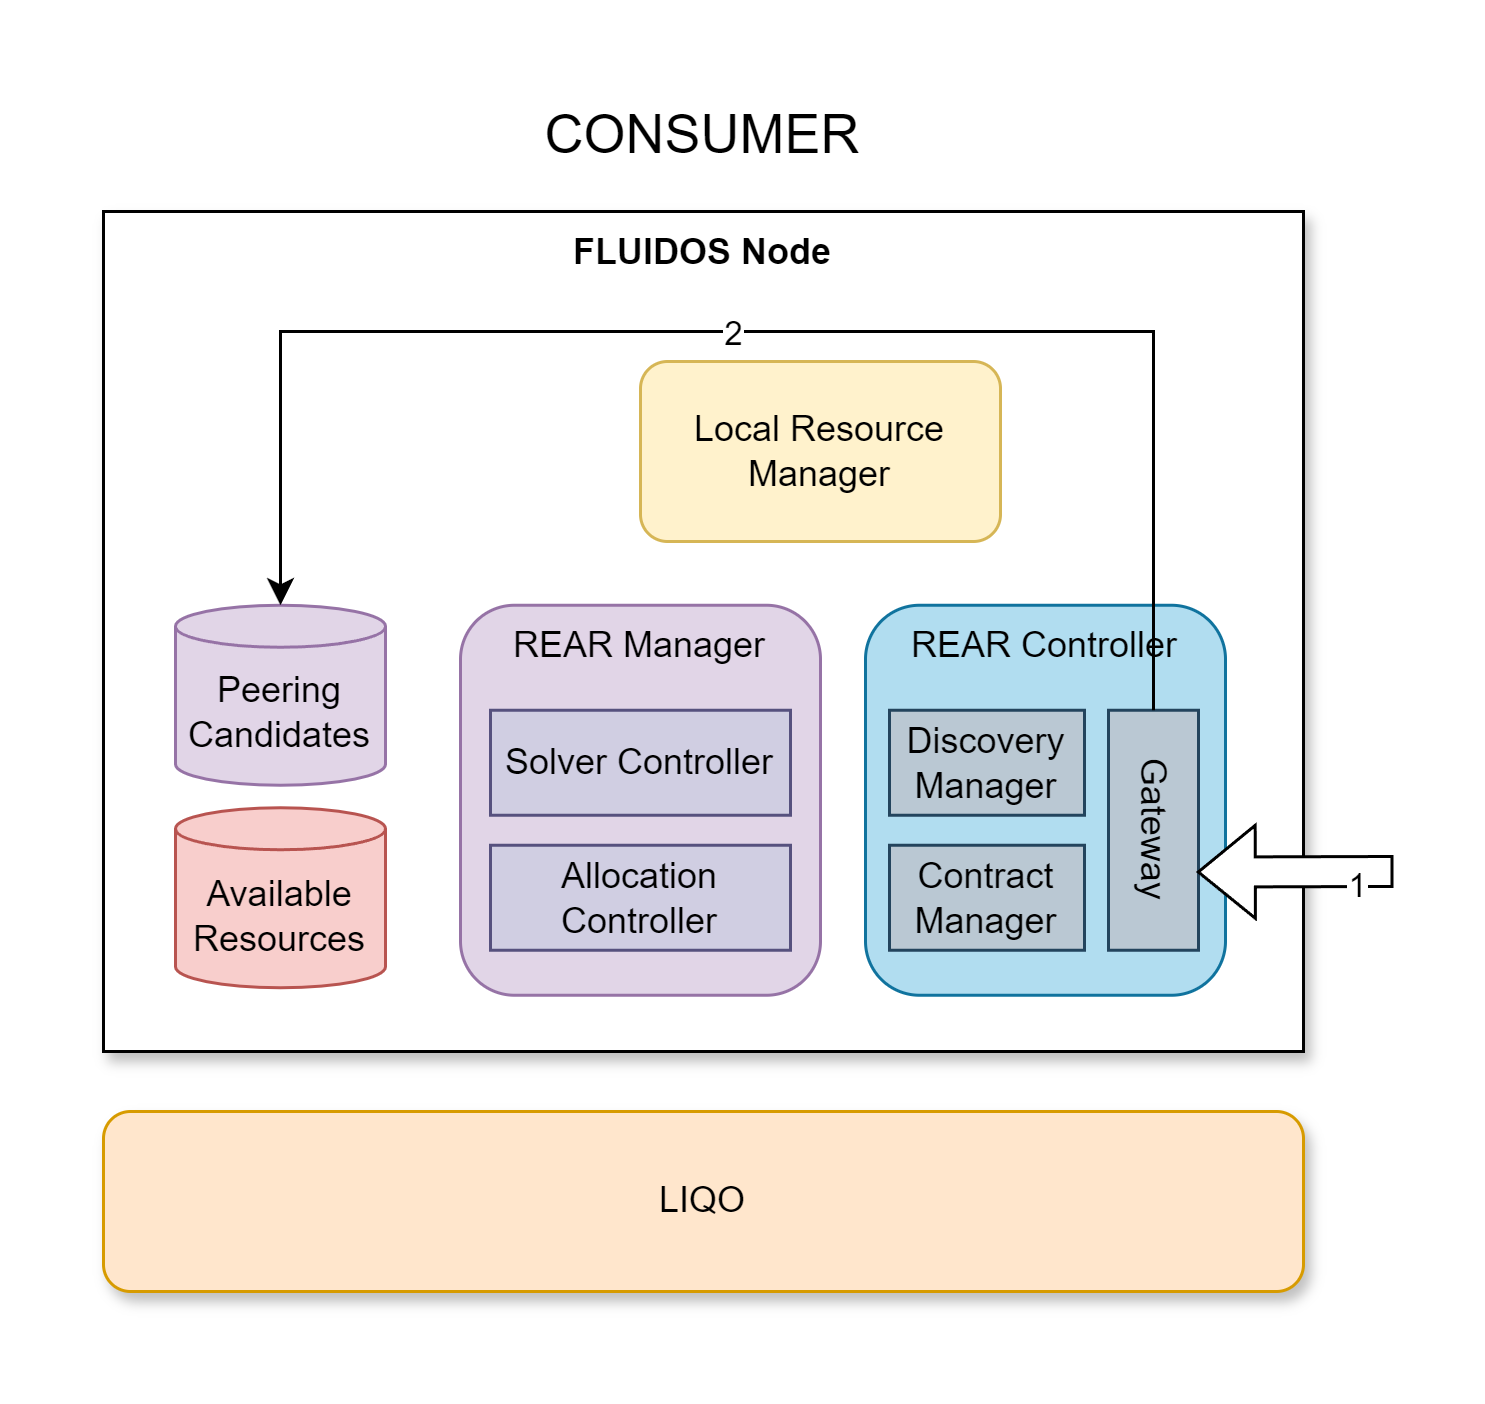 CONSUMER
FLUIDOS Node
2
Local Resource
Manager
Peering
Candidates
Available
Resources
REAR Manager
Solver Controller
Allocation
Controller
REAR Controller
Discovery
Manager
Contract
Manager
Gateway
1
LIQO